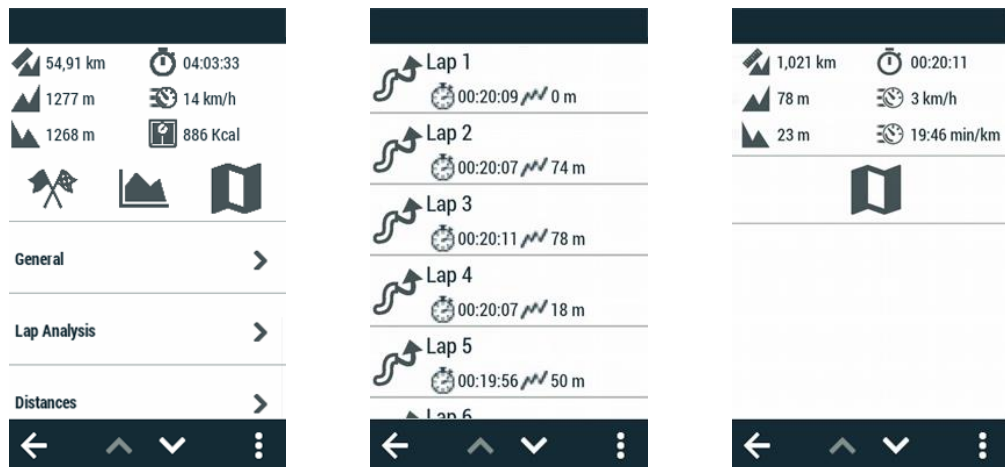 54,91 km 04:03:33
1277 m 14 km/h
1268 m 886 Kcal
General
Lap Analysis
Distances
Lap 1
00:20:09 0 m
Lap 2
00:20:07 74 m
Lap 3
00:20:11 78 m
Lap 4
00:20:07 18 m
Lap 5
00:19:56 50 m
Lap 6
1,021 km 00:20:11
78 m 3 km/h
23 m 19:46 min/km